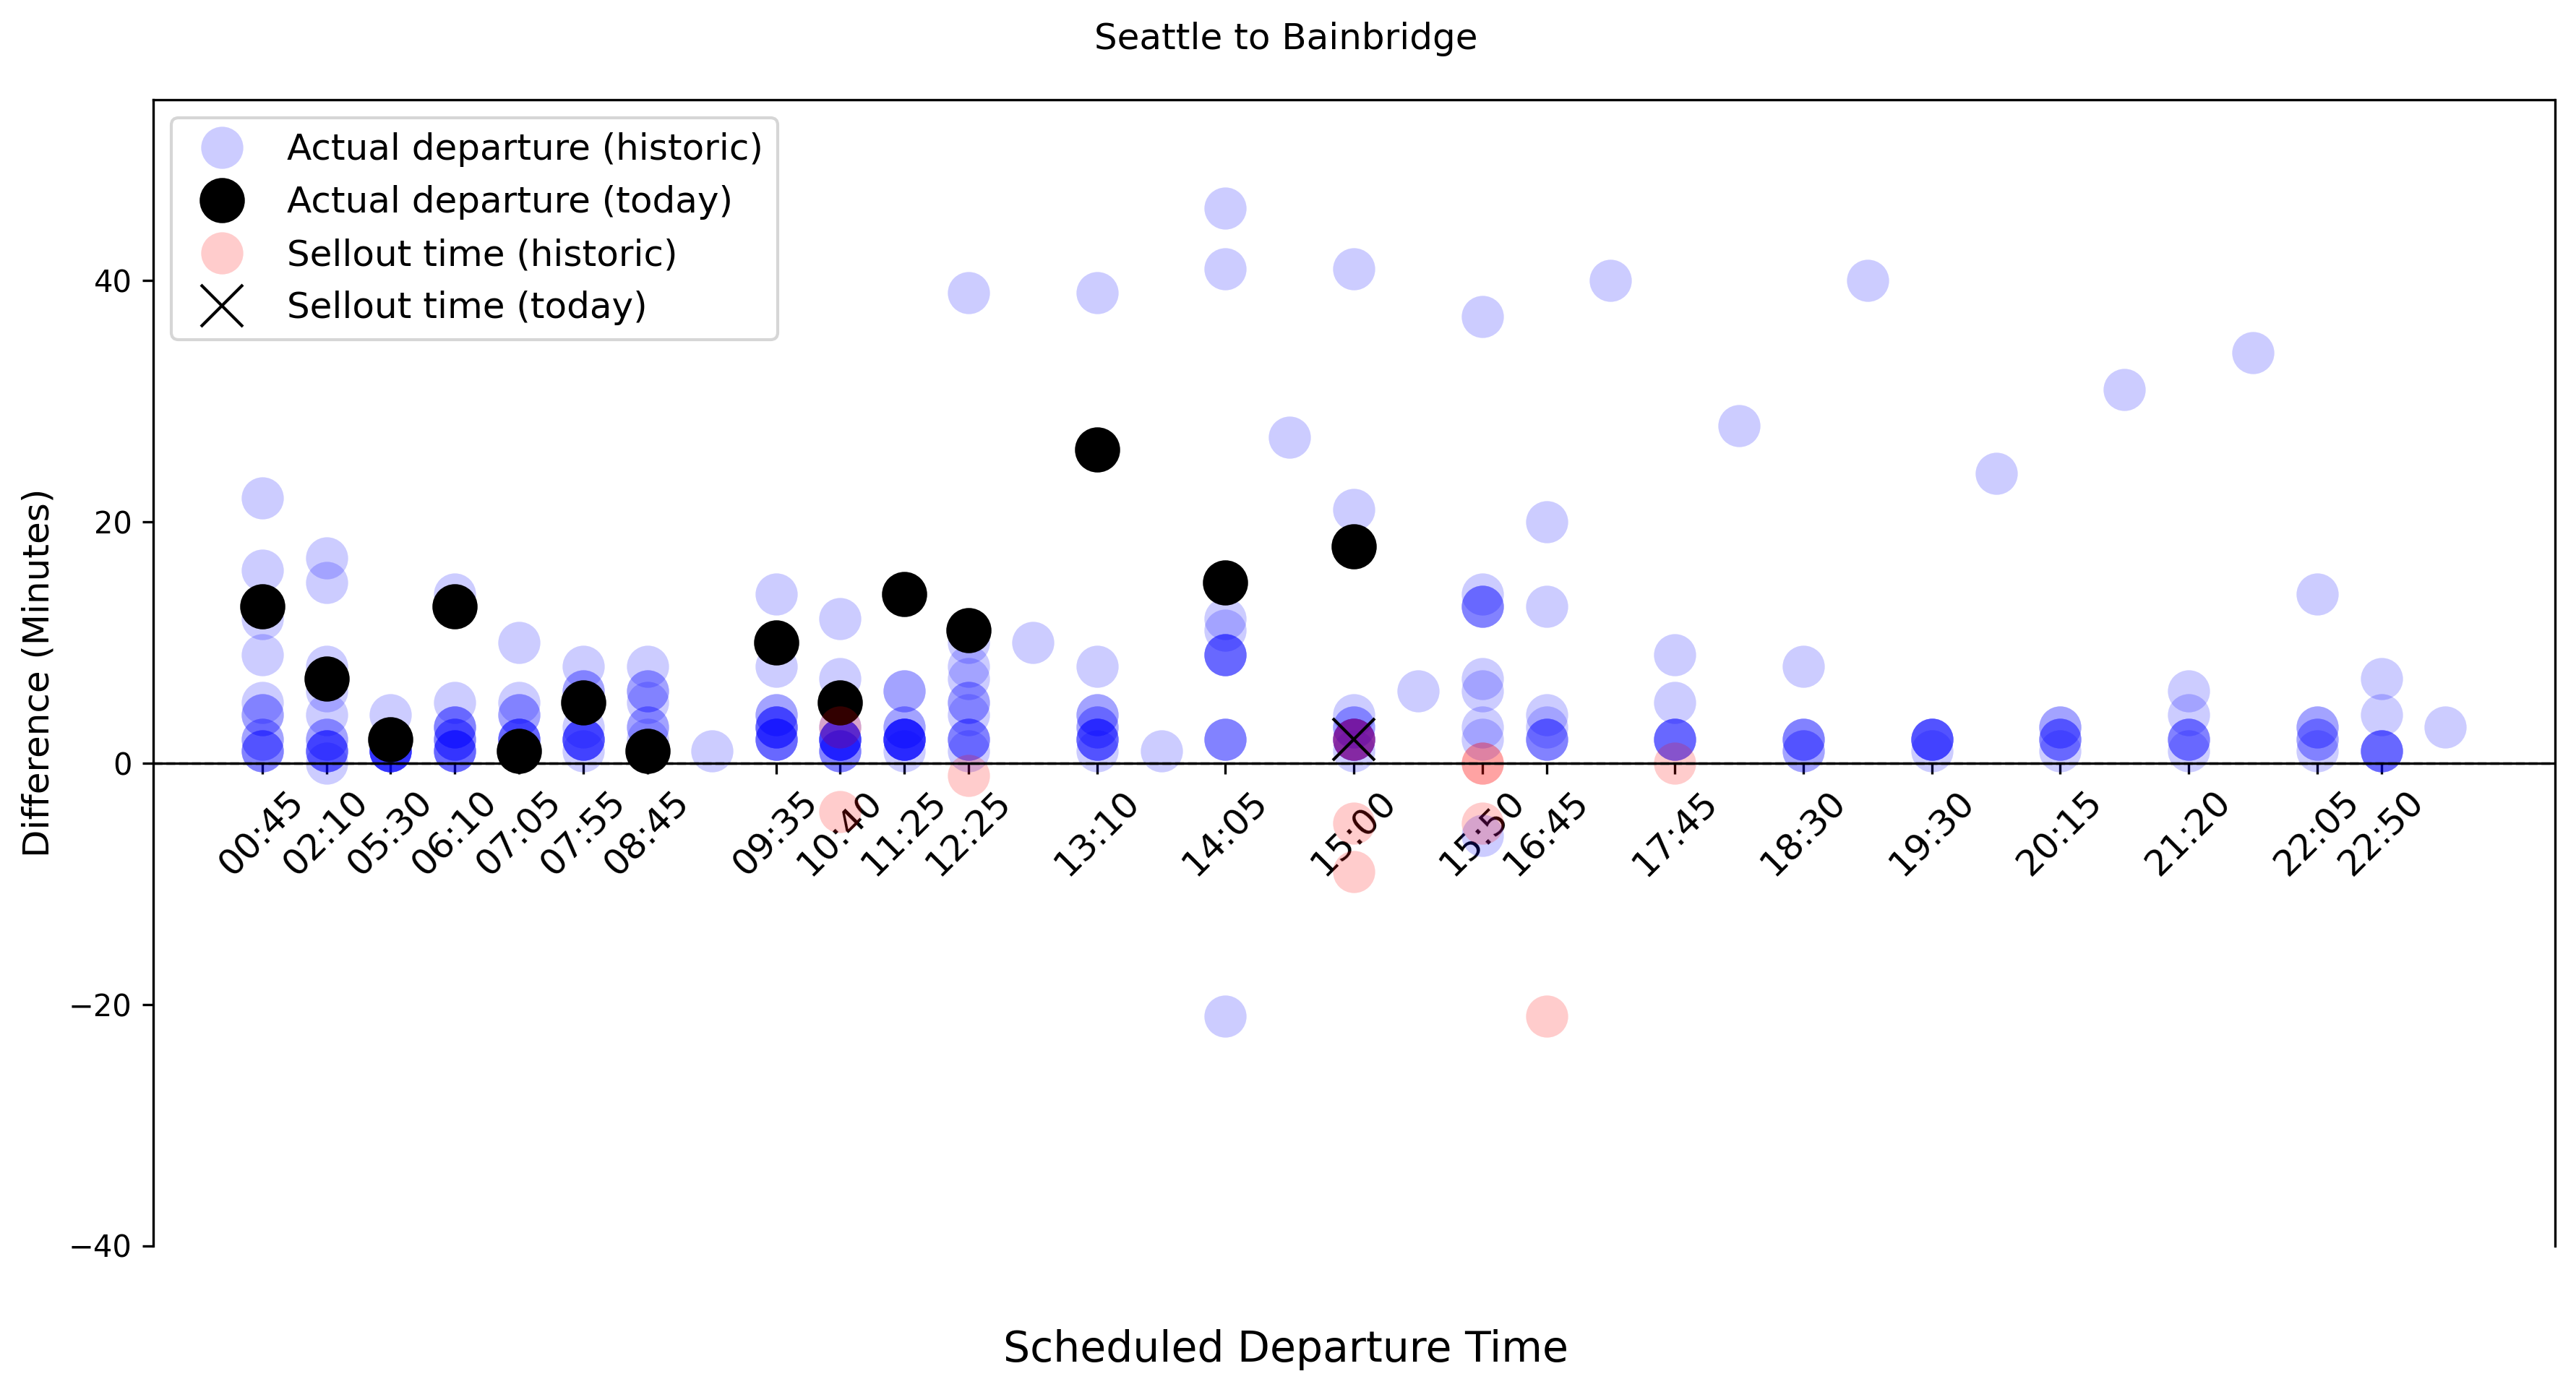 Seattle to Bainbridge
Actual departure (historic)
Actual departure (today)
Sellout time (historic)
Sellout time (today)
Difference (Minutes)
40
20
0
−20
−40
00:45 02:10 05:30 06:10 07:05 07:55 08:45 09:35 10:40 11:25 12:25 13:10 14:05 15:00 15:50 16:45 17:45 18:30 19:30 20:15 21:20 22:05 22:50
Scheduled Departure Time